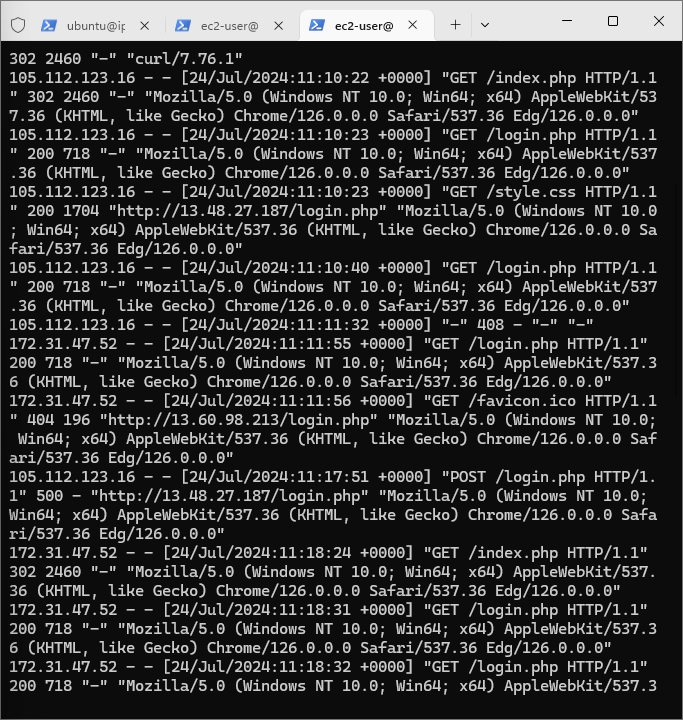 ubuntu@ip ec2-user@ ec2-user@
302 2460 "-" "curl/7.76.1"
105.112.123.16 - - [24/Jul/2024:11:10:22 +0000] "GET /index.php HTTP/1.1
" 302 2460 "-" "Mozilla/5.0 (Windows NT 10.0; Win64; x64) AppleWebKit/53
7.36 (KHTML, like Gecko) Chrome/126.0.0.0 Safari/537.36 Edg/126.0.0.0"
105.112.123.16 - - [24/Jul/2024:11:10:23 +0000] "GET /login.php HTTP/1.1
" 200 718 "-" "Mozilla/5.0 (Windows NT 10.0; Win64; x64) AppleWebKit/537
.36 (KHTML, like Gecko) Chrome/126.0.0.0 Safari/537.36 Edg/126.0.0.0"
105.112.123.16 - - [24/Jul/2024:11:10:23 +0000] "GET /style.css HTTP/1.1
" 200 1704 "http://13.48.27.187/login.php" "Mozilla/5.0 (Windows NT 10.0
; Win64; x64) AppleWebKit/537.36 (KHTML, like Gecko) Chrome/126.0.0.0 Sa
fari/537.36 Edg/126.0.0.0"
105.112.123.16 - - [24/Jul/2024:11:10:40 +0000] "GET /login.php HTTP/1.1
" 200 718 "-" "Mozilla/5.0 (Windows NT 10.0; Win64; x64) AppleWebKit/537
.36 (KHTML, like Gecko) Chrome/126.0.0.0 Safari/537.36 Edg/126.0.0.0"
105.112.123.16 - - [24/Jul/2024:11:11:32 +0000] "-" 408 - "-" "-"
172.31.47.52 - - [24/Jul/2024:11:11:55 +0000] "GET /login.php HTTP/1.1"
200 718 "-" "Mozilla/5.0 (Windows NT 10.0; Win64; x64) AppleWebKit/537.3
6 (KHTML, like Gecko) Chrome/126.0.0.0 Safari/537.36 Edg/126.0.0.0"
172.31.47.52 - - [24/Jul/2024:11:11:56 +0000] "GET /favicon.ico HTTP/1.1
" 404 196 "http://13.60.98.213/login.php" "Mozilla/5.0 (Windows NT 10.0;
 Win64; x64) AppleWebKit/537.36 (KHTML, like Gecko) Chrome/126.0.0.0 Saf
ari/537.36 Edg/126.0.0.0"
105.112.123.16 - - [24/Jul/2024:11:17:51 +0000] "POST /login.php HTTP/1.
1" 500 - "http://13.48.27.187/login.php" "Mozilla/5.0 (Windows NT 10.0;
Win64; x64) AppleWebKit/537.36 (KHTML, like Gecko) Chrome/126.0.0.0 Safa
ri/537.36 Edg/126.0.0.0"
172.31.47.52 - - [24/Jul/2024:11:18:24 +0000] "GET /index.php HTTP/1.1"
302 2460 "-" "Mozilla/5.0 (Windows NT 10.0; Win64; x64) AppleWebKit/537.
36 (KHTML, like Gecko) Chrome/126.0.0.0 Safari/537.36 Edg/126.0.0.0"
172.31.47.52 - - [24/Jul/2024:11:18:31 +0000] "GET /login.php HTTP/1.1"
200 718 "-" "Mozilla/5.0 (Windows NT 10.0; Win64; x64) AppleWebKit/537.3
6 (KHTML, like Gecko) Chrome/126.0.0.0 Safari/537.36 Edg/126.0.0.0"
172.31.47.52 - - [24/Jul/2024:11:18:32 +0000] "GET /login.php HTTP/1.1"
200 718 "-" "Mozilla/5.0 (Windows NT 10.0; Win64; x64) AppleWebKit/537.3